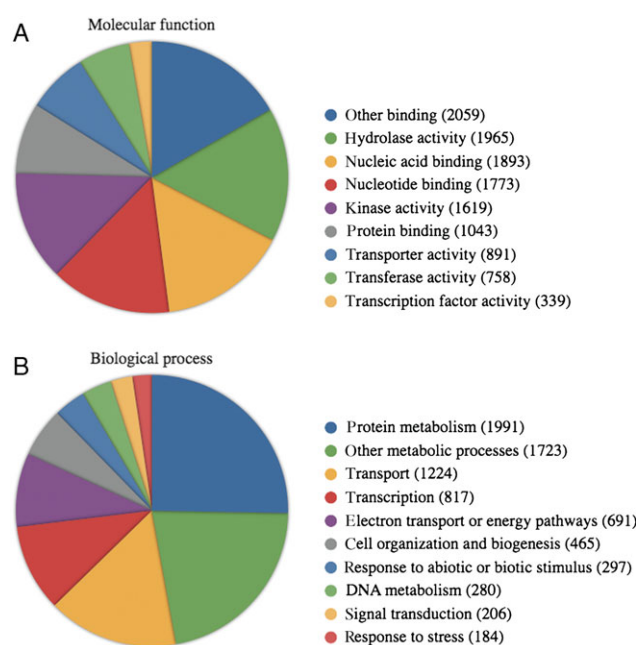 A
Molecular function
Other binding (2059)
Hydrolase activity (1965)
Nucleic acid binding (1893)
Nucleotide binding (1773)
Kinase activity (1619)
Protein binding (1043)
Transporter activity (891)
Transferase activity (758)
Transcription factor activity (339)
B
Biological process
Protein metabolism (1991)
Other metabolic processes (1723)
Transport (1224)
Transcription (817)
Electron transport or energy pathways (691)
Cell organization and biogenesis (465)
Response to abiotic or biotic stimulus (297)
DNA metabolism (280)
Signal transduction (206)
Response to stress (184)